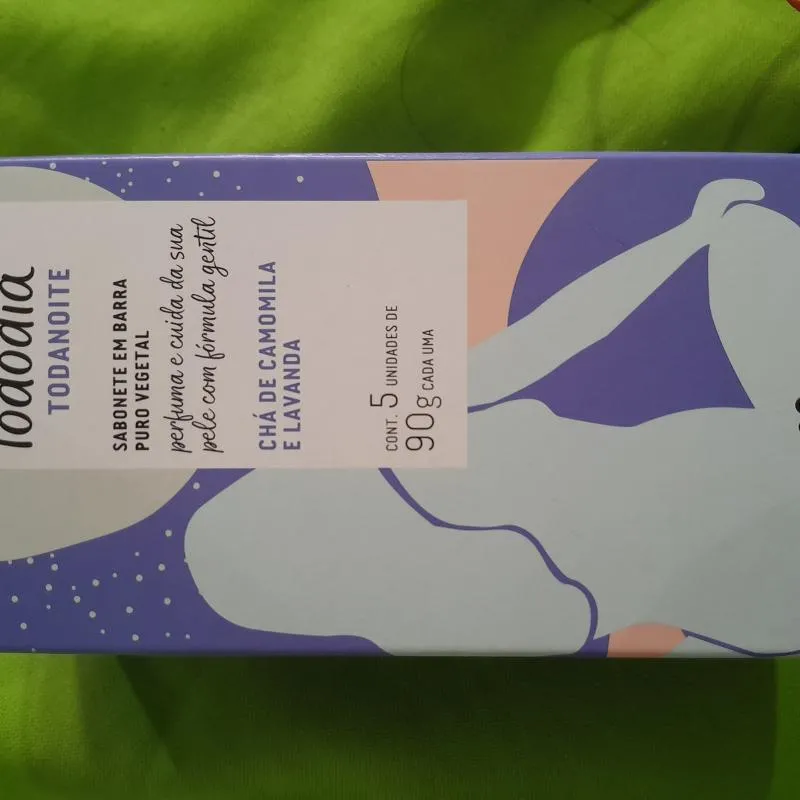 Tododia
TODANOITE
SABONETE EM BARRA
PURO VEGETAL
perfuma e cuida da sua
pele com fórmula gentil
CHÁ DE CAMOMILA
E LAVANDA
CONT. 5 UNIDADES DE
90g CADA UMA